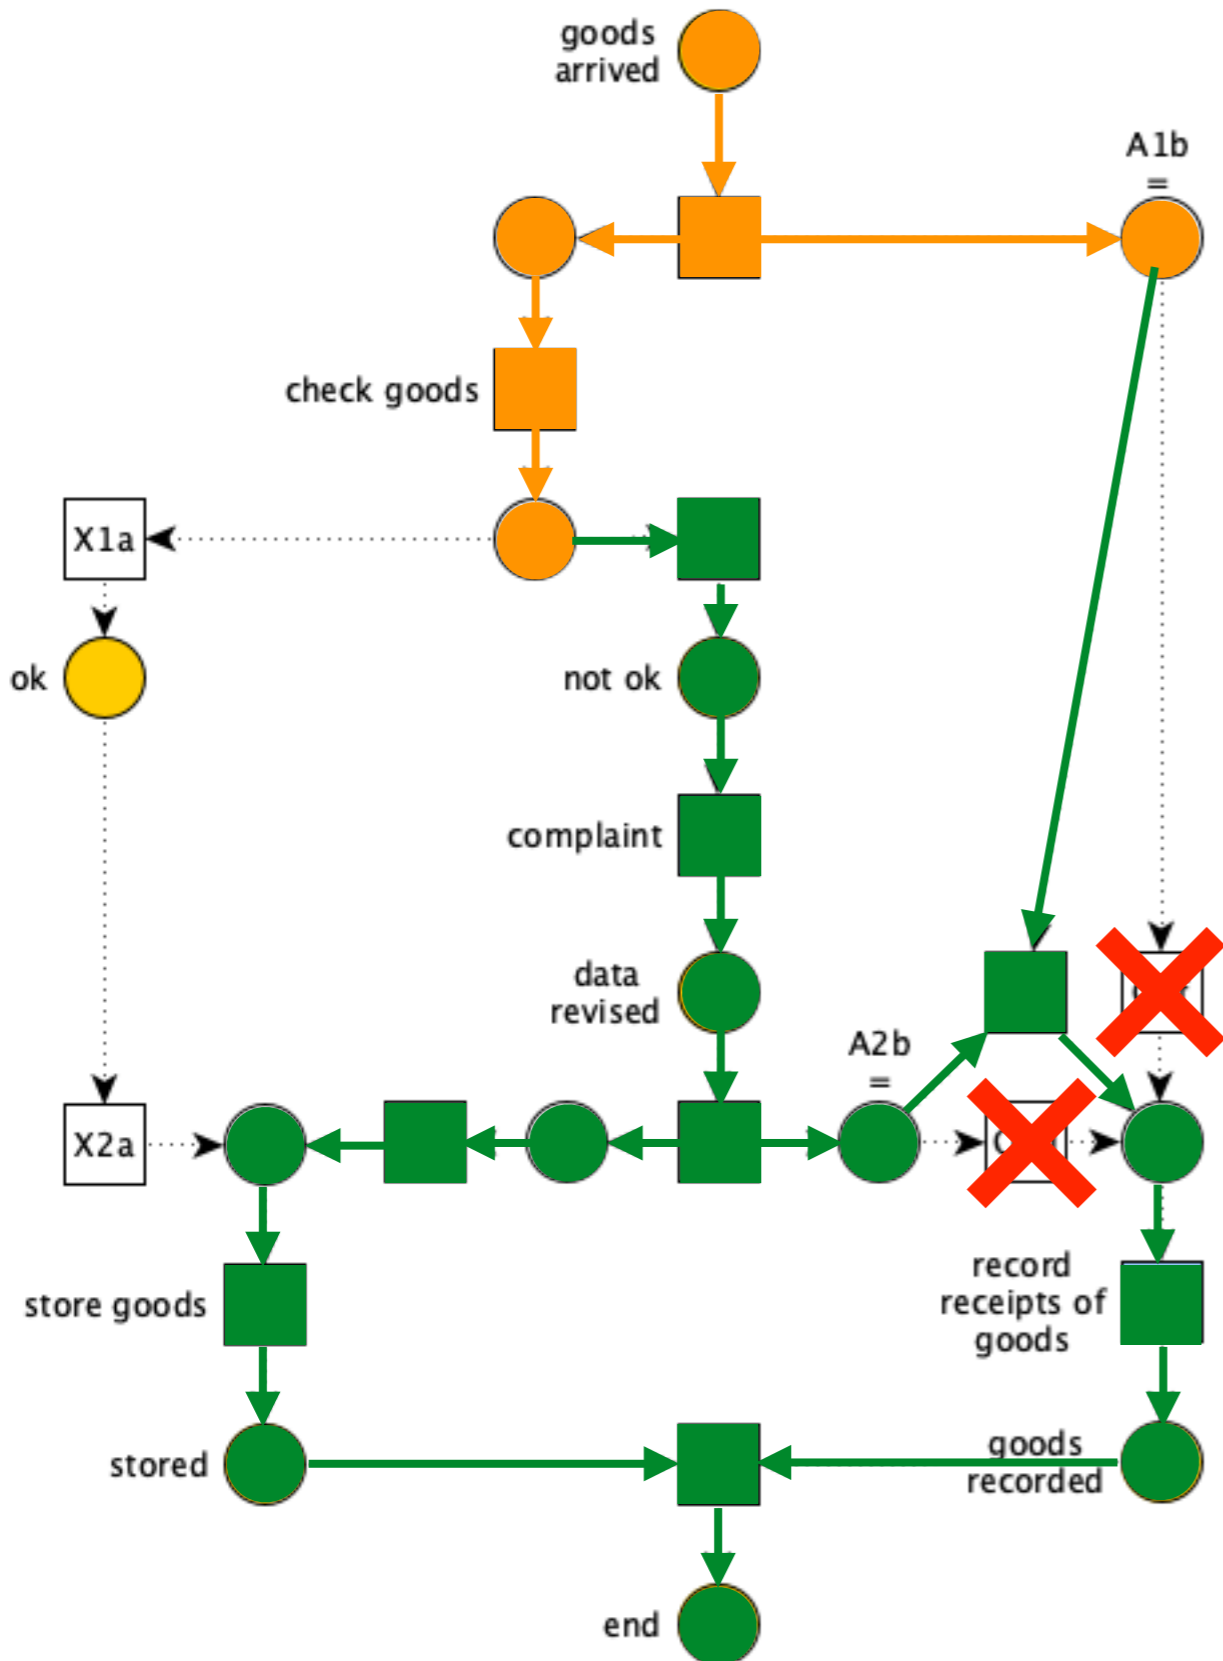 goods
arrived
A1b
=
check goods
X1a
ok
not ok
complaint
data
revised
A2b
=
X2a
store goods
record
receipts of
goods
stored
goods
recorded
end